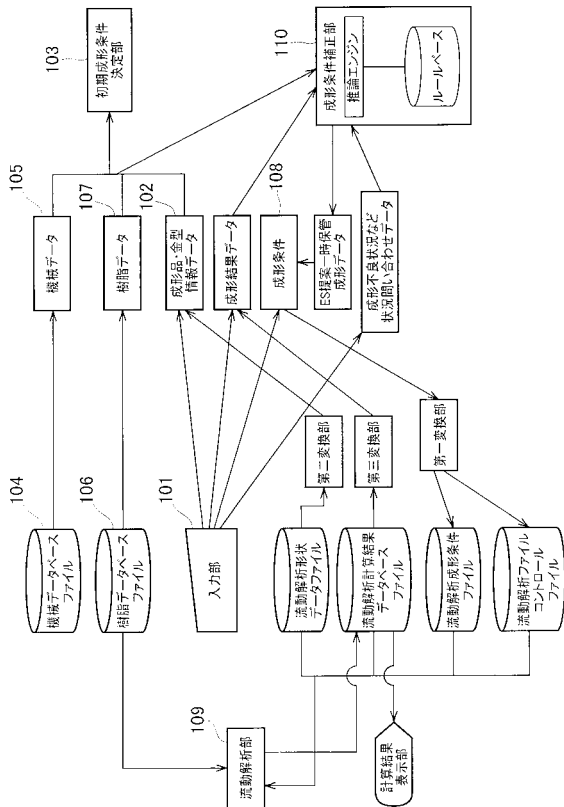 103
初期成形条件
決定部
110
成形条件補正部
推論エンジン
ルールベース
105
機械データ
107
樹脂データ
102
成形品・金型
情報データ
成形結果データ
108
成形条件
ES提案一時保管
成形データ
成形不良状況など
状況問い合わせデータ
第二変換部
第三変換部
第一変換部
104
機械データベース
ファイル
106
樹脂データベース
ファイル
101
入力部
流動解析形状
データファイル
流動解析計算結果
データベース
ファイル
流動解析成形条件
ファイル
流動解析ファイル
コントロール
ファイル
109
流動解析部
計算結果
表示部